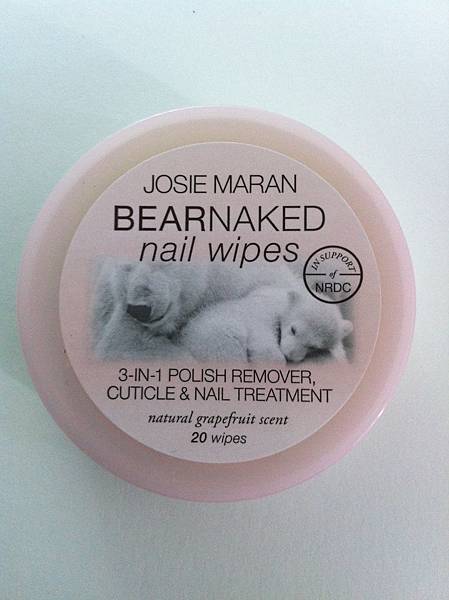 JOSIE MARAN
BEARNAKED
nail wipes
IN SUPPORT
of
NRDC
3-IN-1 POLISH REMOVER,
CUTICLE & NAIL TREATMENT
natural grapefruit scent
20 wipes